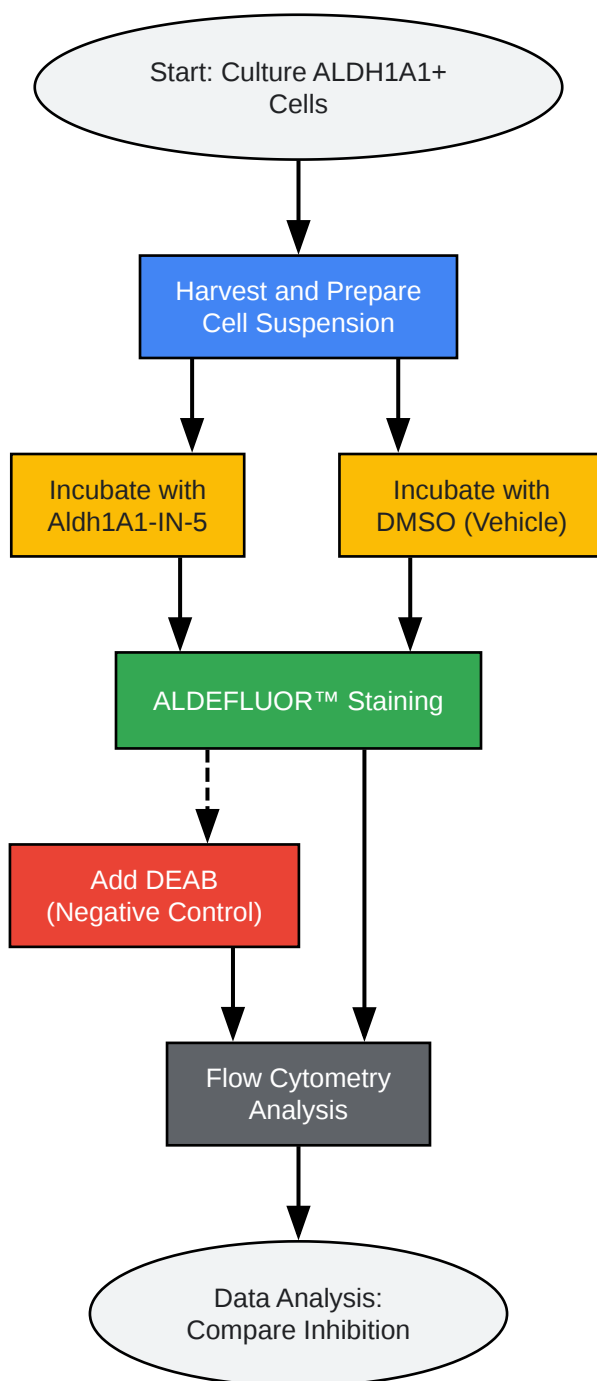 Start: Culture ALDH1A1+
Cells
Harvest and Prepare
Cell Suspension
Incubate with
Aldh1A1-IN-5
Incubate with
DMSO (Vehicle)
ALDEFLUOR™ Staining
Add DEAB
(Negative Control)
Flow Cytometry
Analysis
Data Analysis:
Compare Inhibition